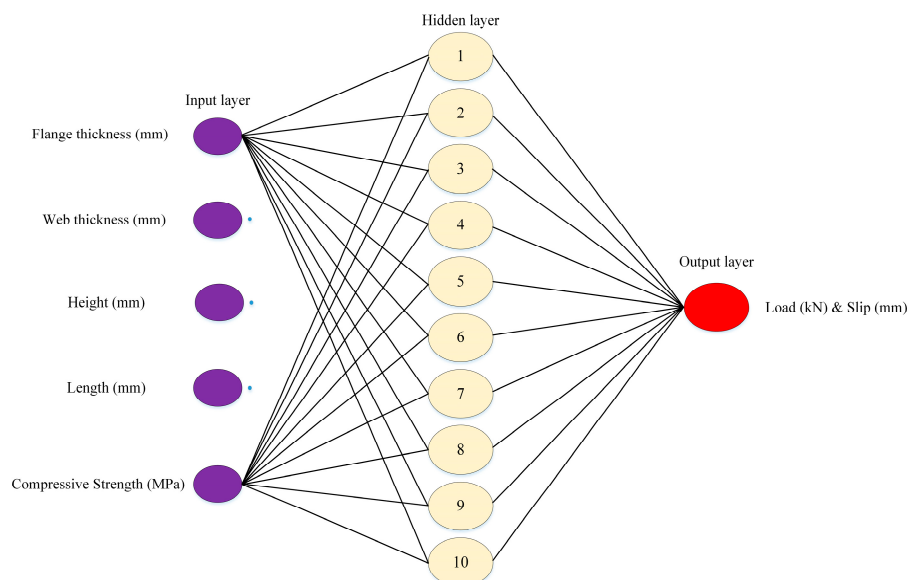 Hidden layer
1
Input layer
2
Flange thickness (mm)
3
Web thickness (mm)
4
Output layer
5
Height (mm)
Load (kN) & Slip (mm)
6
Length (mm)
7
8
Compressive Strength (MPa)
9
10